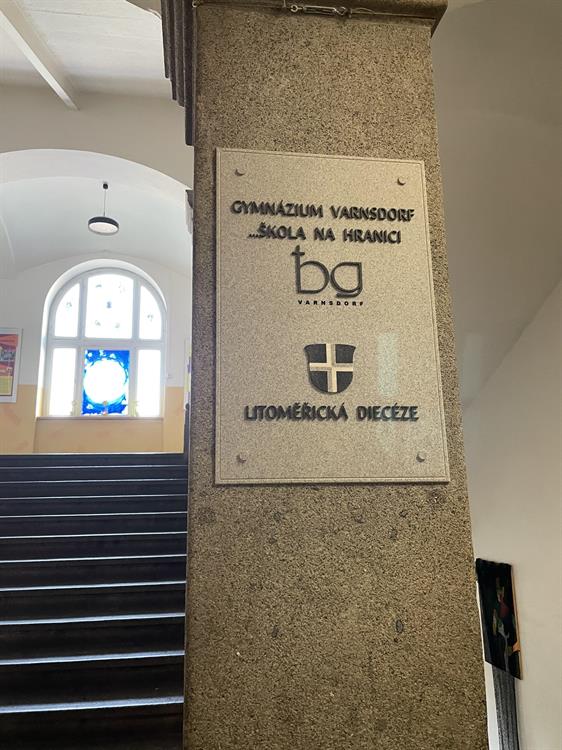 GYMNÁZIUM VARNSDORF
...ŠKOLA NA HRANICI
bg
VARNSDORF
LITOMĚŘICKÁ DIECÉZE